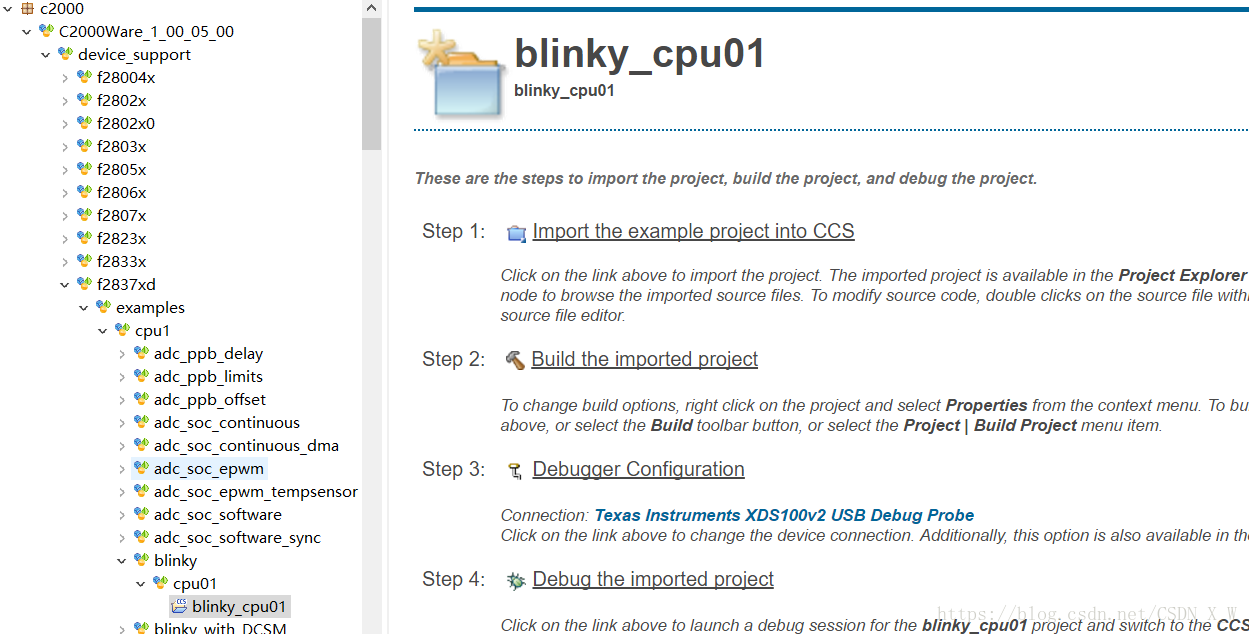 c2000
C2000Ware_1_00_05_00
device_support
f28004x
f2802x
f2802x0
f2803x
f2805x
f2806x
f2807x
f2823x
f2833x
f2837xd
examples
cpu1
adc_ppb_delay
adc_ppb_limits
adc_ppb_offset
adc_soc_continuous
adc_soc_continuous_dma
adc_soc_epwm
adc_soc_epwm_tempsensor
adc_soc_software
adc_soc_software_sync
blinky
cpu01
blinky_cpu01
blinky_with_DCSM
blinky_cpu01
blinky_cpu01
These are the steps to import the project, build the project, and debug the project.
Step 1: Import the example project into CCS
Click on the link above to import the project. The imported project is available in the Project Explorer
node to browse the imported source files. To modify source code, double clicks on the source file with
source file editor.
Step 2: Build the imported project
To change build options, right click on the project and select Properties from the context menu. To bu
above, or select the Build toolbar button, or select the Project | Build Project menu item.
Step 3: Debugger Configuration
Connection: Texas Instruments XDS100v2 USB Debug Probe
Click on the link above to change the device connection. Additionally, this option is also available in the
Step 4: Debug the imported project
https://blog.csdn.net/CSDN_X_W
Click on the link above to launch a debug session for the blinky_cpu01 project and switch to the CCS